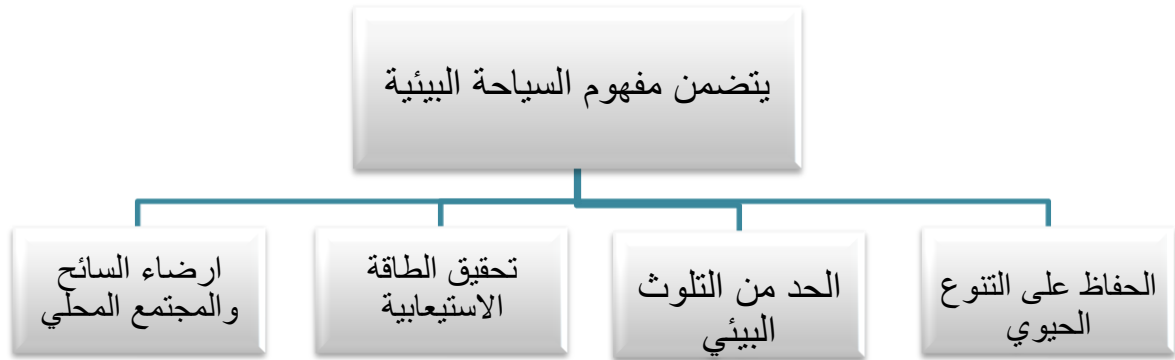 يتضمن مفهوم السياحة البيئية
الحفاظ على التنوع
الحيوي
الحد من التلوث
البيئي
تحقيق الطاقة
الاستيعابية
ارضاء السائح
والمجتمع المحلي